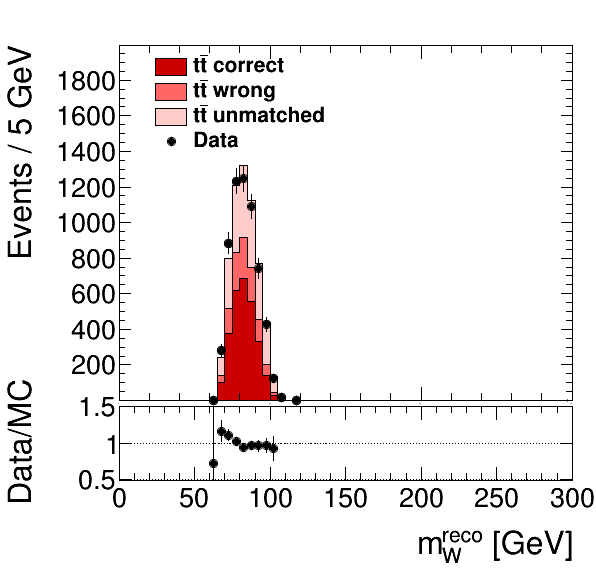 Events / 5 GeV
1800
1600
1400
1200
1000
800
600
400
200
tt̄ correct
tt̄ wrong
tt̄ unmatched
Data
Data/MC
1.5
1
0.5
0 50 100 150 200 250 300
m_W^reco [GeV]